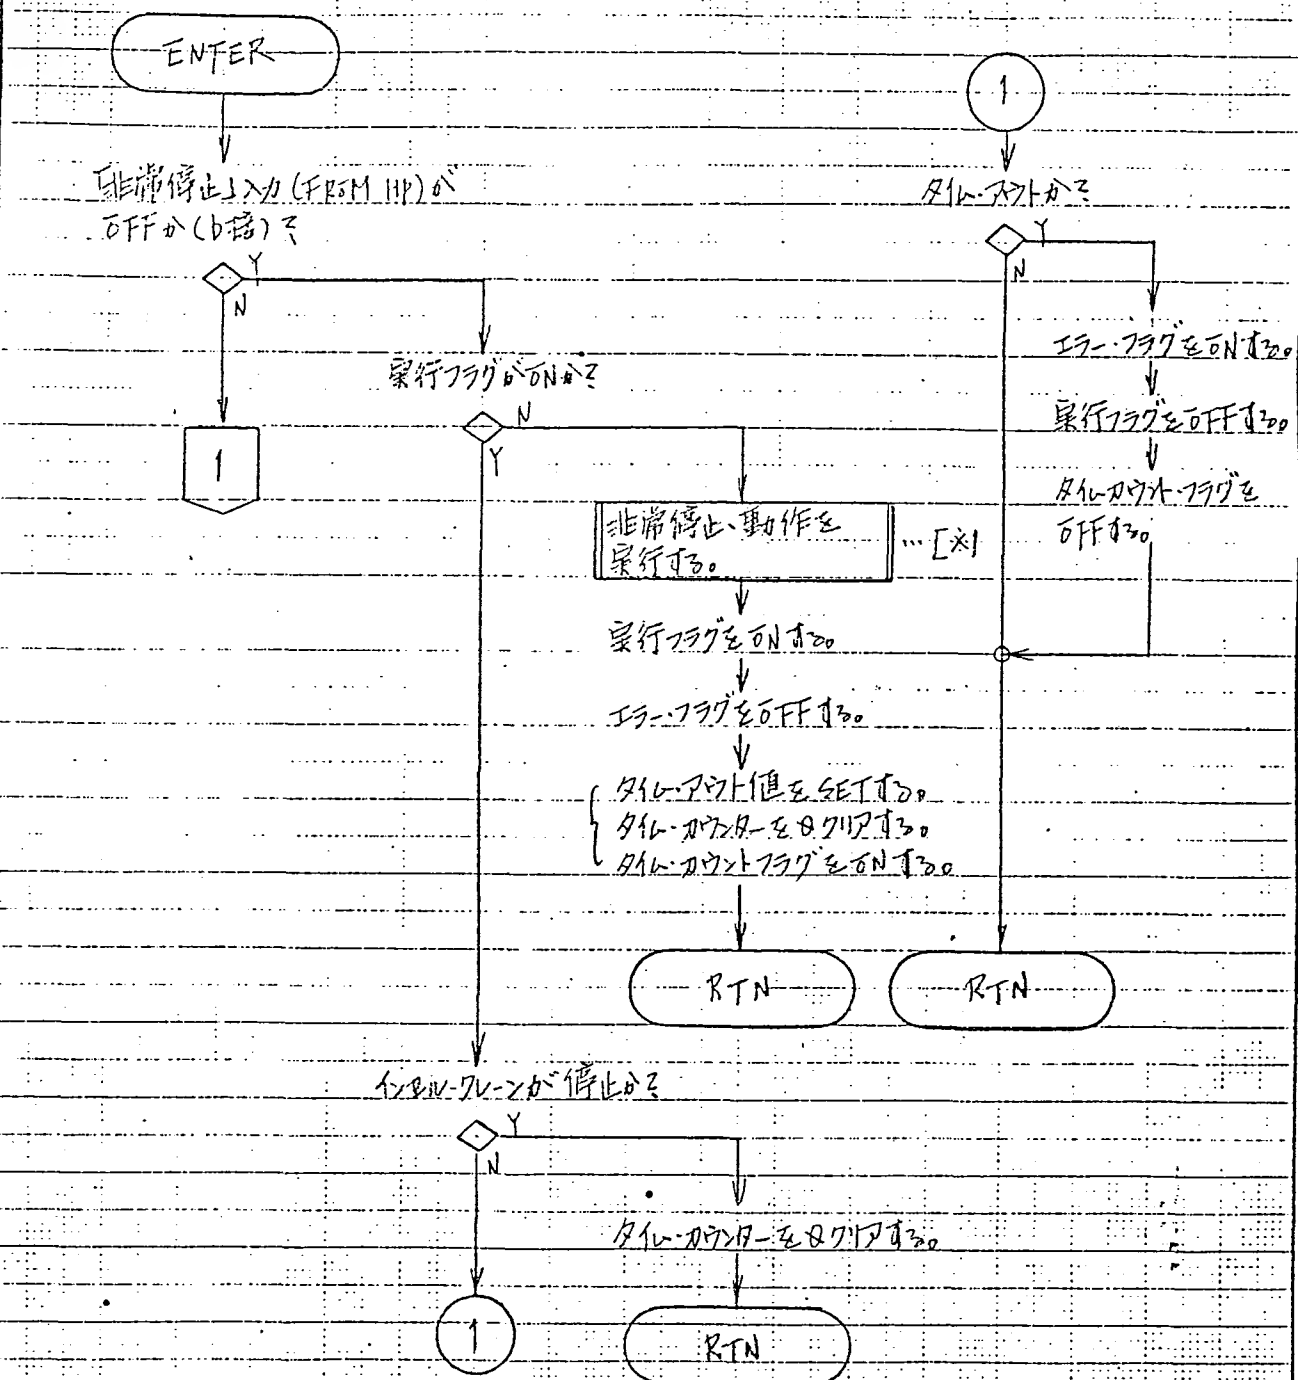 ENTER
「非常停止」入力(FROM HP)が
OFFか(b接)?
Y
N
1
実行フラグがONか?
N
Y
非常停止、動作を
実行する。
…[※]
実行フラグをONする。
エラー・フラグをOFFする。
タイム・アウト値をSETする。
タイム・カウンターを0クリアする。
タイム・カウントフラグをONする。
RTN
インセル・クレーンが停止か?
Y
N
1
タイム・カウンターを0クリアする。
RTN
1
タイム・アウトか?
Y
N
エラー・フラグをONする。
実行フラグをOFFする。
タイムカウント・フラグを
OFFする。
RTN